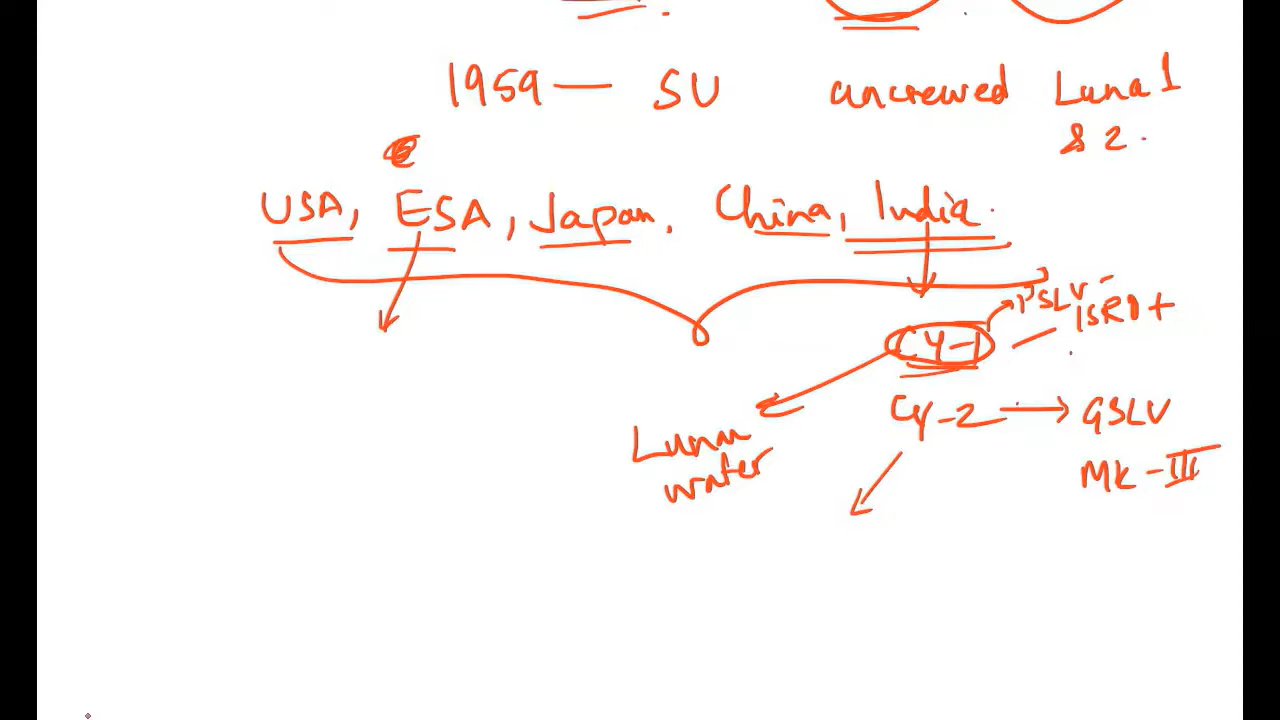 1959 — SU uncrewed Luna 1
& 2.
USA, ESA, Japan, China, India.
PSLV -
ISRO +
CY-1
CY-2 → GSLV
MK-III
Lunar
water